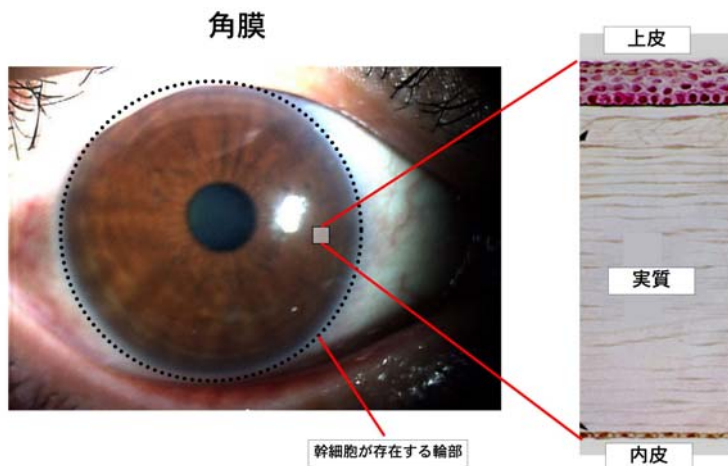 角膜
上皮
実質
幹細胞が存在する輪部
内皮